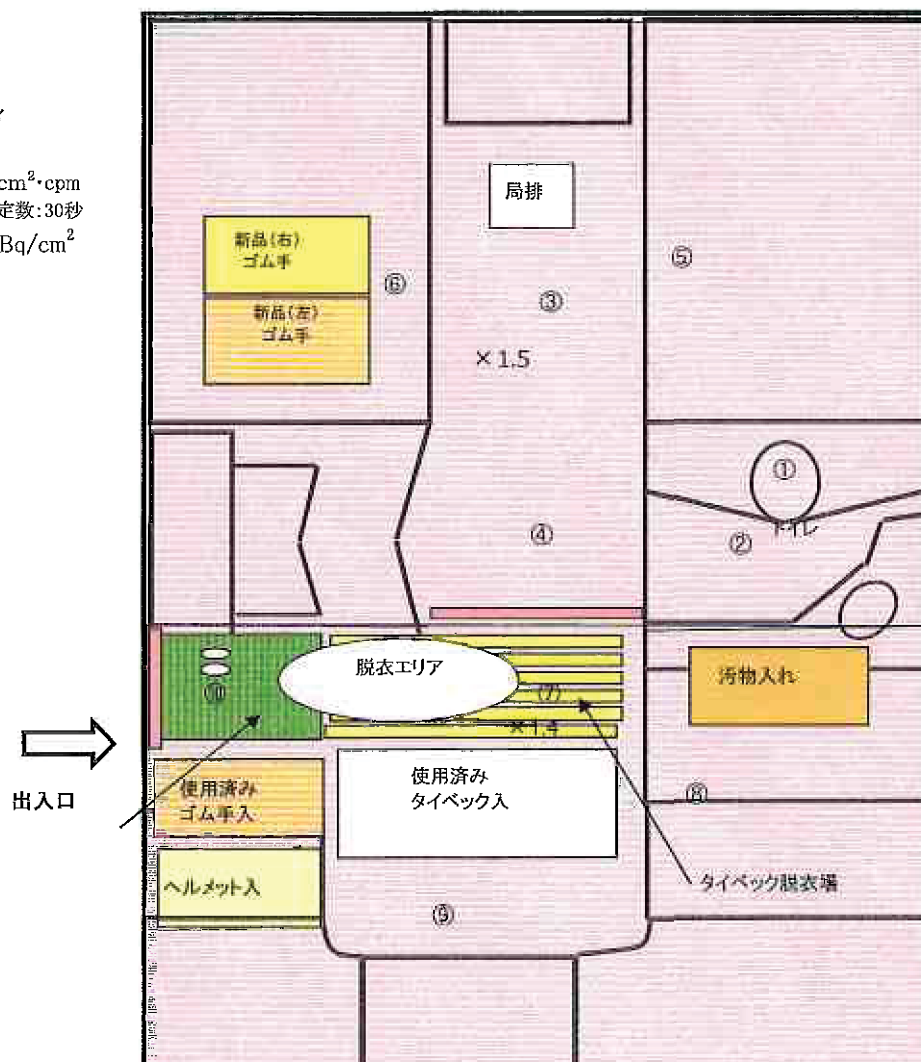 cm²・cpm
定数:30秒
Bq/cm²
局排
新品(右)
ゴム手
新品(左)
ゴム手
⑥
⑤
③
×1.5
①
トイレ
②
④
脱衣エリア
⑩
⑦
×1.4
汚物入れ
出入口
使用済み
ゴム手入
使用済み
タイベック入
⑧
ヘルメット入
タイベック脱衣場
⑨